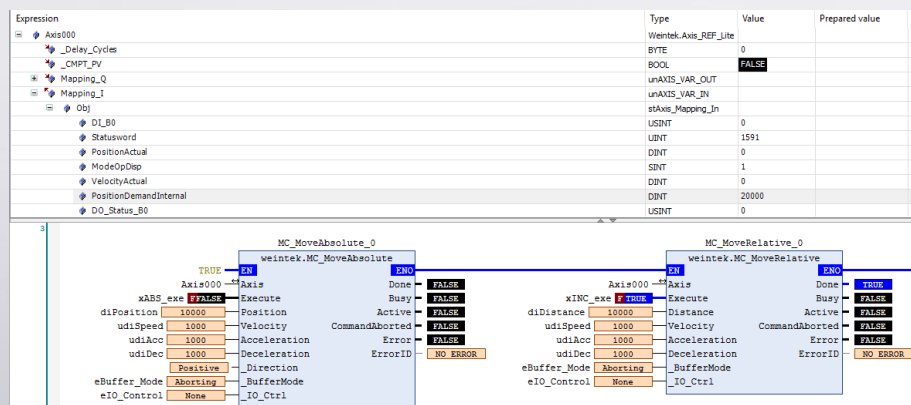 Expression Type Value Prepared value
Axis000 Weintek.Axis_REF_Lite
_Delay_Cycles BYTE 0
_CMPT_PV BOOL FALSE
Mapping_Q unAXIS_VAR_OUT
Mapping_I unAXIS_VAR_IN
Obj stAxis_Mapping_In
DI_B0 USINT 0
Statusword UINT 1591
PositionActual DINT 0
ModeOpDisp SINT 1
VelocityActual DINT 0
PositionDemandInternal DINT 20000
DO_Status_B0 USINT 0
3
MC_MoveAbsolute_0 MC_MoveRelative_0
weintek.MC_MoveAbsolute weintek.MC_MoveRelative
TRUE EN ENO EN ENO
Axis000 Axis Done FALSE Axis000 Axis Done TRUE
xABS_exe F FALSE Execute Busy FALSE xINC_exe F TRUE Execute Busy FALSE
diPosition 10000 Position Active FALSE diDistance 10000 Distance Active FALSE
udiSpeed 1000 Velocity CommandAborted FALSE udiSpeed 1000 Velocity CommandAborted FALSE
udiAcc 1000 Acceleration Error FALSE udiAcc 1000 Acceleration Error FALSE
udiDec 1000 Deceleration ErrorID NO ERROR udiDec 1000 Deceleration ErrorID NO ERROR
Positive _Direction eBuffer_Mode Aborting _BufferMode
eBuffer_Mode Aborting _BufferMode eIO_Control None _IO_Ctrl
eIO_Control None _IO_Ctrl